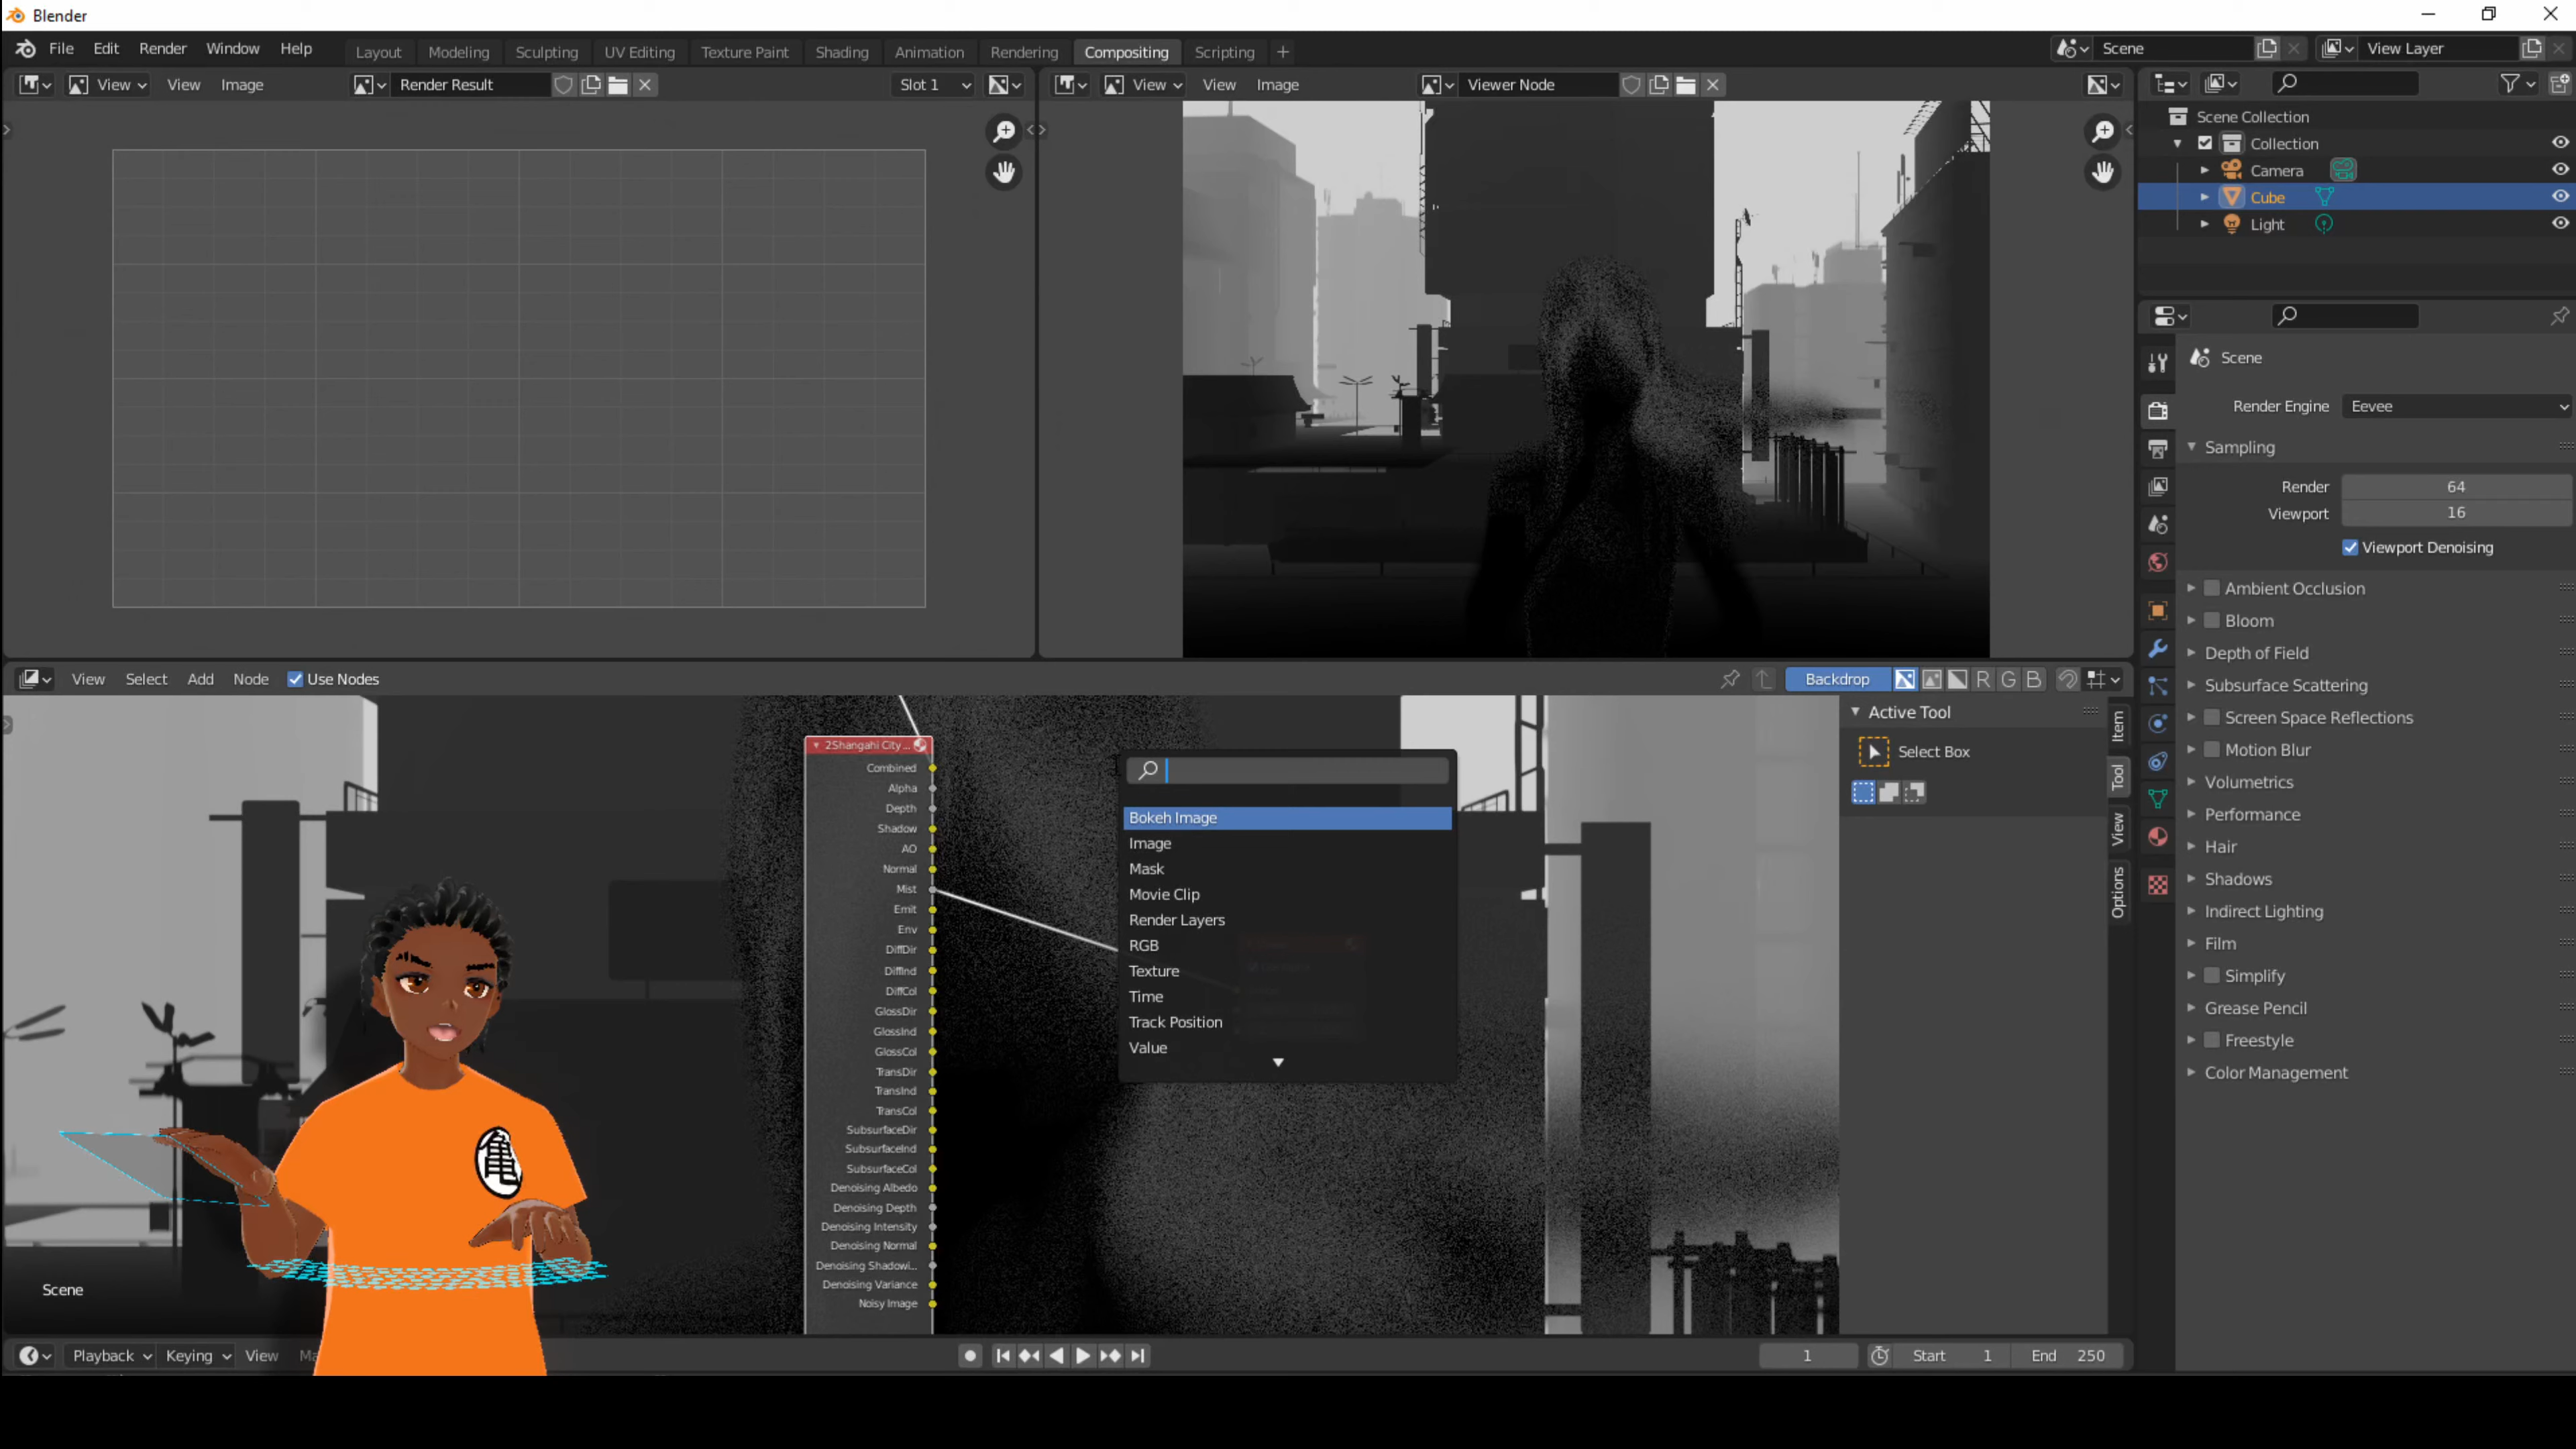 Blender
File Edit Render Window Help Layout Modeling Sculpting UV Editing Texture Paint Shading Animation Rendering Compositing Scripting + Scene View Layer
View View Image Render Result Slot 1
View View Image Viewer Node
Scene Collection
Collection
Camera
Cube
Light
Scene
Render Engine Eevee
Sampling
Render 64
Viewport 16
Viewport Denoising
Ambient Occlusion
Bloom
Depth of Field
Subsurface Scattering
Screen Space Reflections
Motion Blur
Volumetrics
Performance
Hair
Shadows
Indirect Lighting
Film
Simplify
Grease Pencil
Freestyle
Color Management
View Select Add Node Use Nodes Backdrop R G B
Active Tool
Select Box
Item
Tool
View
Options
2Shangahi City ...
Combined
Alpha
Depth
Shadow
AO
Normal
Mist
Emit
Env
DiffDir
DiffInd
DiffCol
GlossDir
GlossInd
GlossCol
TransDir
TransInd
TransCol
SubsurfaceDir
SubsurfaceInd
SubsurfaceCol
Denoising Albedo
Denoising Depth
Denoising Intensity
Denoising Normal
Denoising Shadowi...
Denoising Variance
Noisy Image
Bokeh Image
Image
Mask
Movie Clip
Render Layers
RGB
Texture
Time
Track Position
Value
亀
Scene
Playback Keying View 1 Start 1 End 250